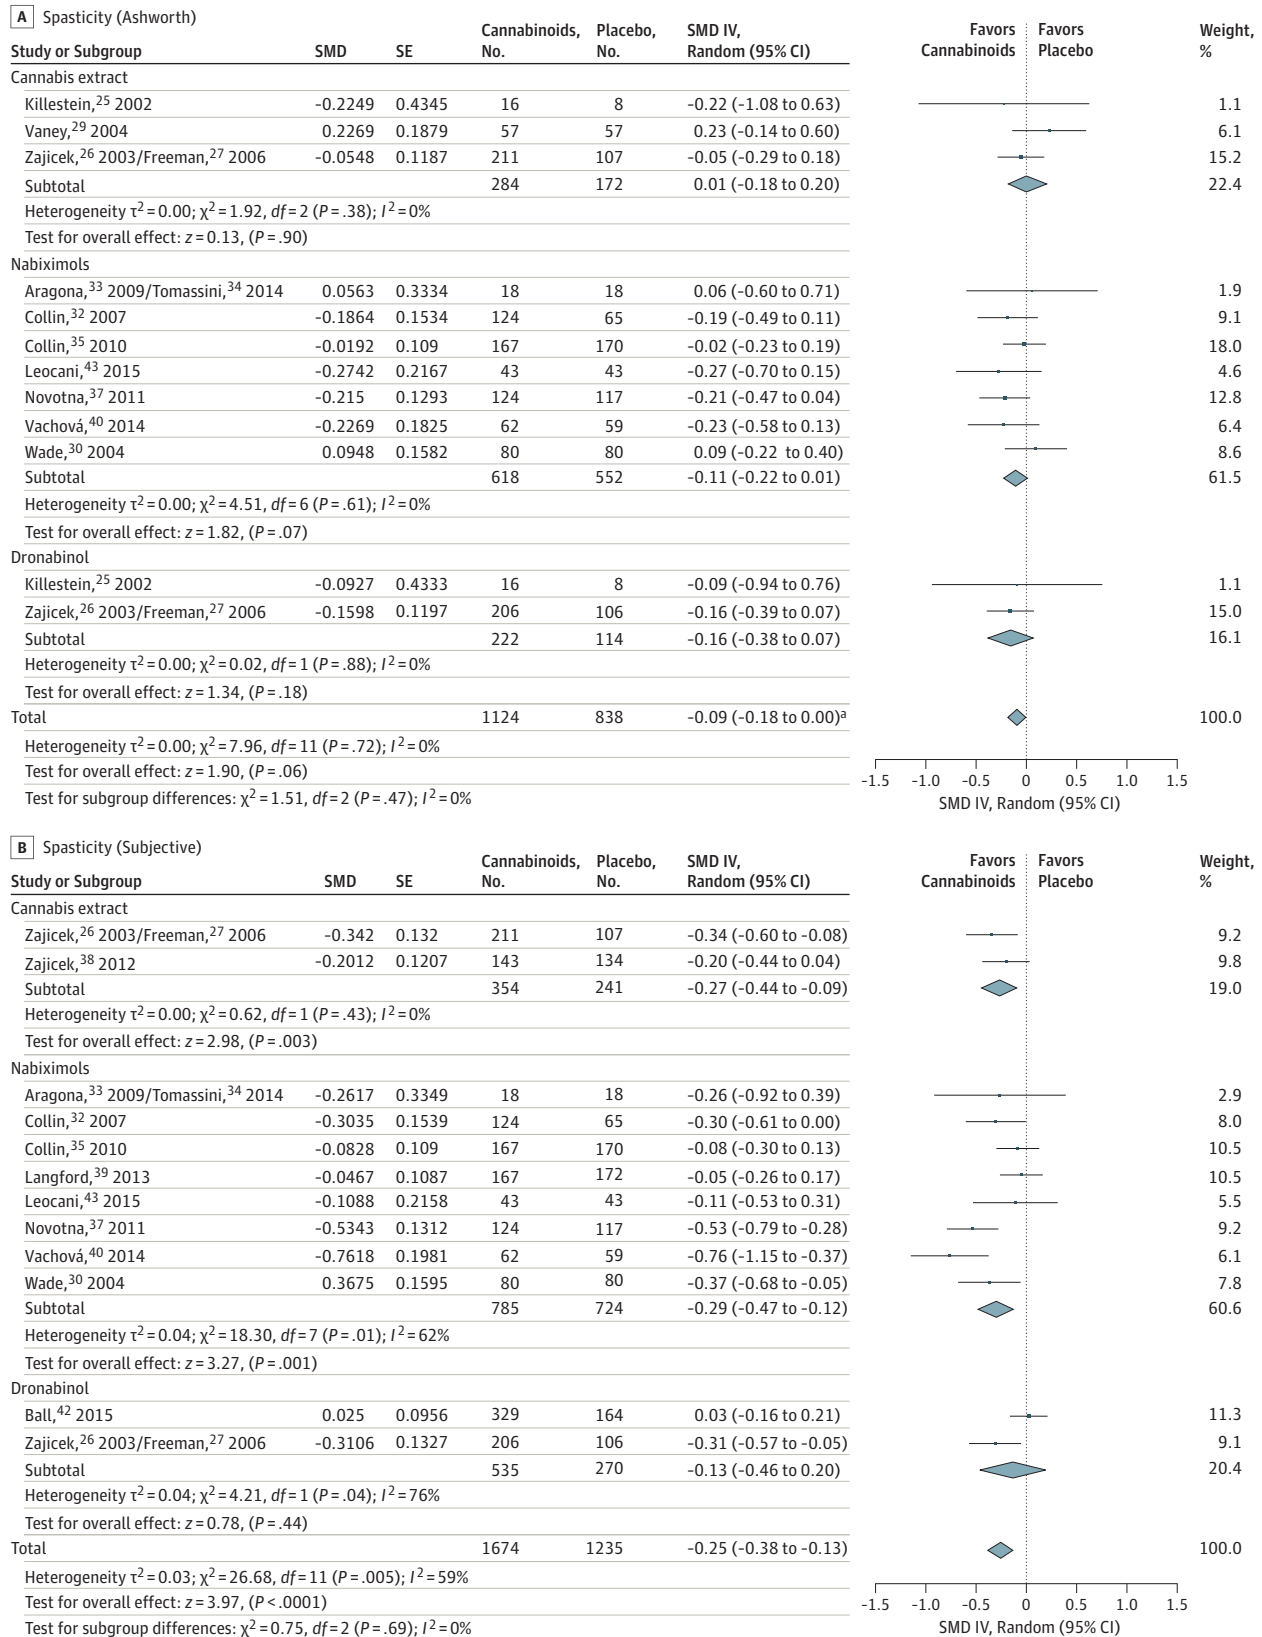 A Spasticity (Ashworth)
Study or Subgroup SMD SE Cannabinoids, No. Placebo, No. SMD IV, Random (95% CI) Favors Cannabinoids Favors Placebo Weight, %
Cannabis extract
Killestein,25 2002 -0.2249 0.4345 16 8 -0.22 (-1.08 to 0.63) 1.1
Vaney,29 2004 0.2269 0.1879 57 57 0.23 (-0.14 to 0.60) 6.1
Zajicek,26 2003/Freeman,27 2006 -0.0548 0.1187 211 107 -0.05 (-0.29 to 0.18) 15.2
Subtotal 284 172 0.01 (-0.18 to 0.20) 22.4
Heterogeneity τ2 = 0.00; χ2 = 1.92, df = 2 (P = .38); I2 = 0%
Test for overall effect: z = 0.13, (P = .90)
Nabiximols
Aragona,33 2009/Tomassini,34 2014 0.0563 0.3334 18 18 0.06 (-0.60 to 0.71) 1.9
Collin,32 2007 -0.1864 0.1534 124 65 -0.19 (-0.49 to 0.11) 9.1
Collin,35 2010 -0.0192 0.109 167 170 -0.02 (-0.23 to 0.19) 18.0
Leocani,43 2015 -0.2742 0.2167 43 43 -0.27 (-0.70 to 0.15) 4.6
Novotna,37 2011 -0.215 0.1293 124 117 -0.21 (-0.47 to 0.04) 12.8
Vachová,40 2014 -0.2269 0.1825 62 59 -0.23 (-0.58 to 0.13) 6.4
Wade,30 2004 0.0948 0.1582 80 80 0.09 (-0.22 to 0.40) 8.6
Subtotal 618 552 -0.11 (-0.22 to 0.01) 61.5
Heterogeneity τ2 = 0.00; χ2 = 4.51, df = 6 (P = .61); I2 = 0%
Test for overall effect: z = 1.82, (P = .07)
Dronabinol
Killestein,25 2002 -0.0927 0.4333 16 8 -0.09 (-0.94 to 0.76) 1.1
Zajicek,26 2003/Freeman,27 2006 -0.1598 0.1197 206 106 -0.16 (-0.39 to 0.07) 15.0
Subtotal 222 114 -0.16 (-0.38 to 0.07) 16.1
Heterogeneity τ2 = 0.00; χ2 = 0.02, df = 1 (P = .88); I2 = 0%
Test for overall effect: z = 1.34, (P = .18)
Total 1124 838 -0.09 (-0.18 to 0.00)a 100.0
Heterogeneity τ2 = 0.00; χ2 = 7.96, df = 11 (P = .72); I2 = 0%
Test for overall effect: z = 1.90, (P = .06)
Test for subgroup differences: χ2 = 1.51, df = 2 (P = .47); I2 = 0%
-1.5 -1.0 -0.5 0 0.5 1.0 1.5
SMD IV, Random (95% CI)
B Spasticity (Subjective)
Study or Subgroup SMD SE Cannabinoids, No. Placebo, No. SMD IV, Random (95% CI) Favors Cannabinoids Favors Placebo Weight, %
Cannabis extract
Zajicek,26 2003/Freeman,27 2006 -0.342 0.132 211 107 -0.34 (-0.60 to -0.08) 9.2
Zajicek,38 2012 -0.2012 0.1207 143 134 -0.20 (-0.44 to 0.04) 9.8
Subtotal 354 241 -0.27 (-0.44 to -0.09) 19.0
Heterogeneity τ2 = 0.00; χ2 = 0.62, df = 1 (P = .43); I2 = 0%
Test for overall effect: z = 2.98, (P = .003)
Nabiximols
Aragona,33 2009/Tomassini,34 2014 -0.2617 0.3349 18 18 -0.26 (-0.92 to 0.39) 2.9
Collin,32 2007 -0.3035 0.1539 124 65 -0.30 (-0.61 to 0.00) 8.0
Collin,35 2010 -0.0828 0.109 167 170 -0.08 (-0.30 to 0.13) 10.5
Langford,39 2013 -0.0467 0.1087 167 172 -0.05 (-0.26 to 0.17) 10.5
Leocani,43 2015 -0.1088 0.2158 43 43 -0.11 (-0.53 to 0.31) 5.5
Novotna,37 2011 -0.5343 0.1312 124 117 -0.53 (-0.79 to -0.28) 9.2
Vachová,40 2014 -0.7618 0.1981 62 59 -0.76 (-1.15 to -0.37) 6.1
Wade,30 2004 0.3675 0.1595 80 80 -0.37 (-0.68 to -0.05) 7.8
Subtotal 785 724 -0.29 (-0.47 to -0.12) 60.6
Heterogeneity τ2 = 0.04; χ2 = 18.30, df = 7 (P = .01); I2 = 62%
Test for overall effect: z = 3.27, (P = .001)
Dronabinol
Ball,42 2015 0.025 0.0956 329 164 0.03 (-0.16 to 0.21) 11.3
Zajicek,26 2003/Freeman,27 2006 -0.3106 0.1327 206 106 -0.31 (-0.57 to -0.05) 9.1
Subtotal 535 270 -0.13 (-0.46 to 0.20) 20.4
Heterogeneity τ2 = 0.04; χ2 = 4.21, df = 1 (P = .04); I2 = 76%
Test for overall effect: z = 0.78, (P = .44)
Total 1674 1235 -0.25 (-0.38 to -0.13) 100.0
Heterogeneity τ2 = 0.03; χ2 = 26.68, df = 11 (P = .005); I2 = 59%
Test for overall effect: z = 3.97, (P < .0001)
Test for subgroup differences: χ2 = 0.75, df = 2 (P = .69); I2 = 0%
-1.5 -1.0 -0.5 0 0.5 1.0 1.5
SMD IV, Random (95% CI)